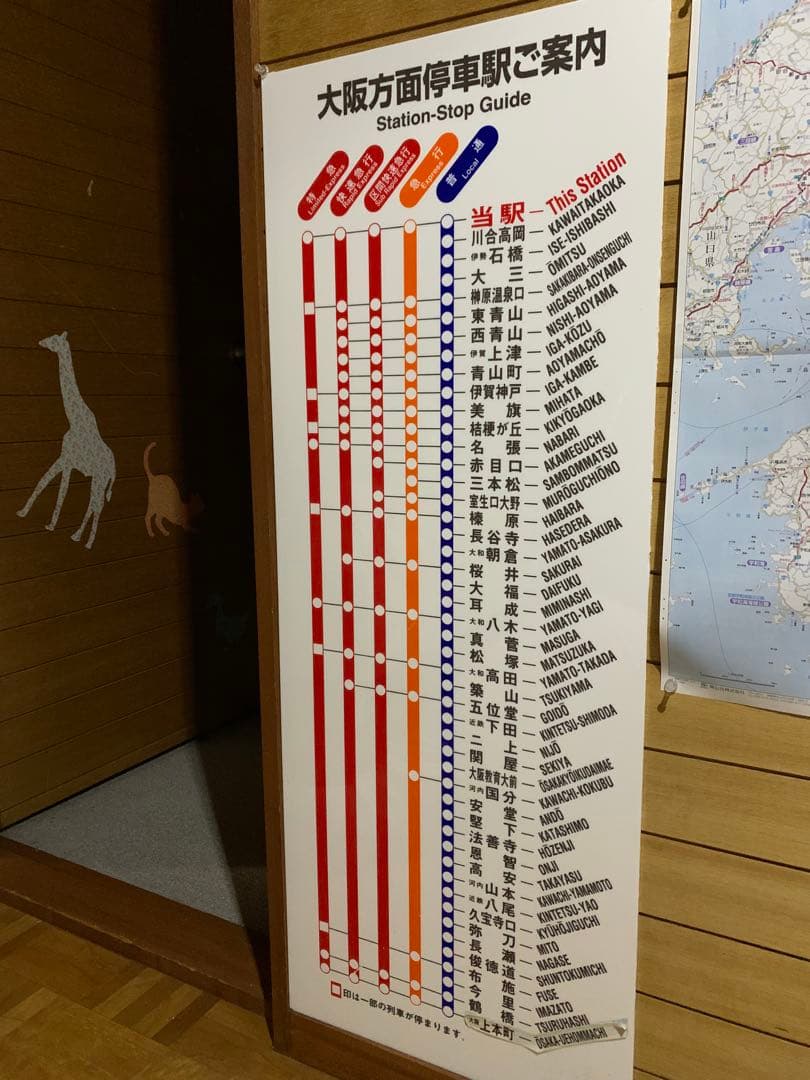 大阪方面停車駅ご案内
Station-Stop Guide
特急 Limited-Express
快速急行 Rapid Express
区間快速急行 Sub Rapid Express
急行 Express
普通 Local
当駅 — This Station
川合高岡 — KAWAITAKAOKA
伊勢石橋 — ISE-ISHIBASHI
大三 — ŌMITSU
榊原温泉口 — SAKAKIBARA-ONSENGUCHI
東青山 — HIGASHI-AOYAMA
西青山 — NISHI-AOYAMA
伊賀上津 — IGA-KŌZU
青山町 — AOYAMACHŌ
伊賀神戸 — IGA-KAMBE
美旗 — MIHATA
桔梗が丘 — KIKYŌGAOKA
名張 — NABARI
赤目口 — AKAMEGUCHI
三本松 — SAMBOMMATSU
室生口大野 — MURŌGUCHIŌNO
榛原 — HAIBARA
長谷寺 — HASEDERA
大和朝倉 — YAMATO-ASAKURA
桜井 — SAKURAI
大福 — DAIFUKU
耳成 — MIMINASHI
大和八木 — YAMATO-YAGI
真菅 — MASUGA
松塚 — MATSUZUKA
大和高田 — YAMATO-TAKADA
築山 — TSUKIYAMA
五位堂 — GOIDŌ
近鉄下田 — KINTETSU-SHIMODA
二上 — NIJŌ
関屋 — SEKIYA
大阪教育大前 — ŌSAKAKYŌIKUDAIMAE
河内国分 — KAWACHI-KOKUBU
安堂 — ANDŌ
堅下 — KATASHIMO
法善寺 — HŌZENJI
恩智 — ONJI
高安 — TAKAYASU
河内山本 — KAWACHI-YAMAMOTO
近鉄八尾 — KINTETSU-YAO
久宝寺口 — KYŪHŌJIGUCHI
弥刀 — MITO
長瀬 — NAGASE
俊徳道 — SHUNTOKUMICHI
布施 — FUSE
今里 — IMAZATO
鶴橋 — TSURUHASHI
大阪上本町 — ŌSAKA-UEHOMMACHI
印は一部の列車が停まります。
山口県